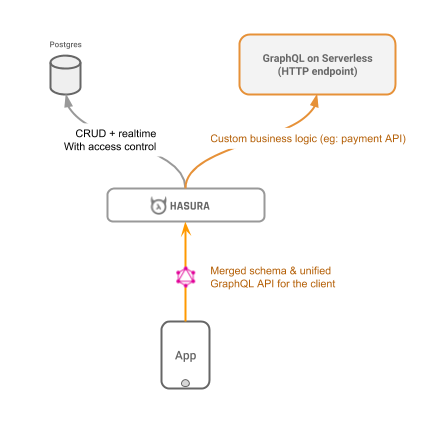 Postgres
GraphQL on Serverless
(HTTP endpoint)
CRUD + realtime
With access control
Custom business logic (eg: payment API)
HASURA
Merged schema & unified
GraphQL API for the client
App